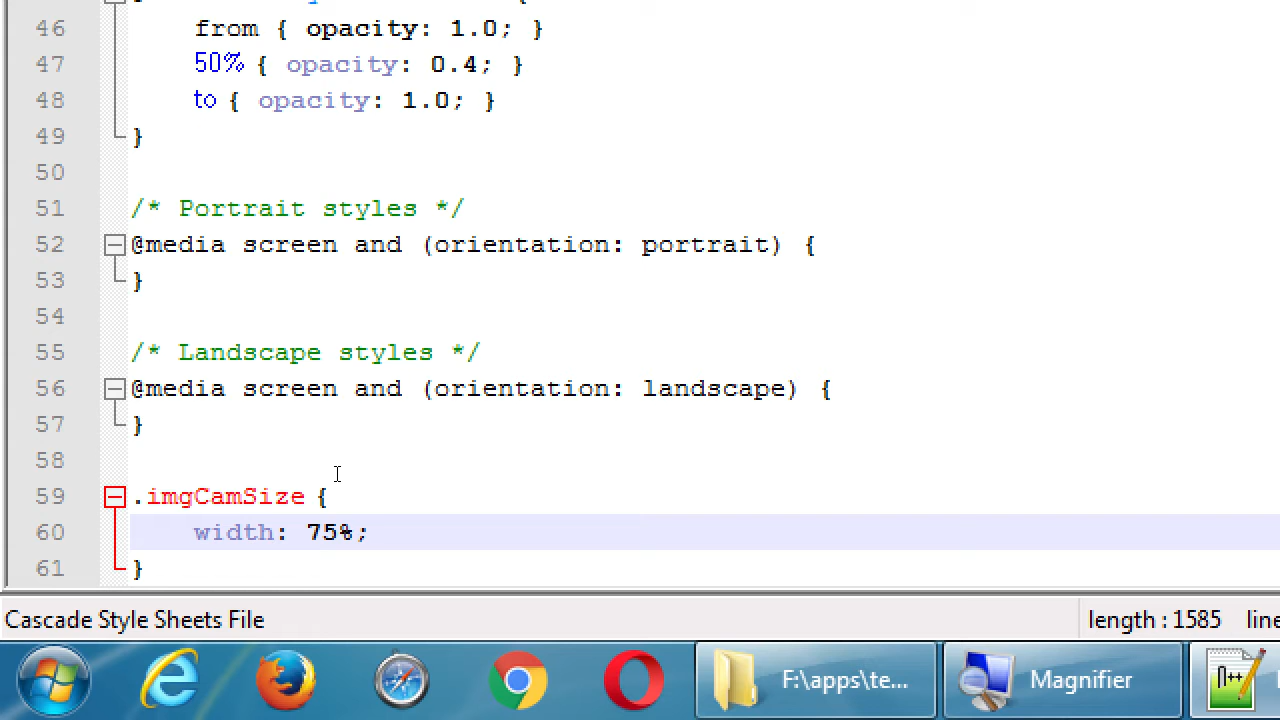 46 from { opacity: 1.0; }
47 50% { opacity: 0.4; }
48 to { opacity: 1.0; }
49 }
50
51 /* Portrait styles */
52 @media screen and (orientation: portrait) {
53 }
54
55 /* Landscape styles */
56 @media screen and (orientation: landscape) {
57 }
58
59 .imgCamSize {
60 width: 75%;
61 }
Cascade Style Sheets File length : 1585 line
F:\apps\te... Magnifier